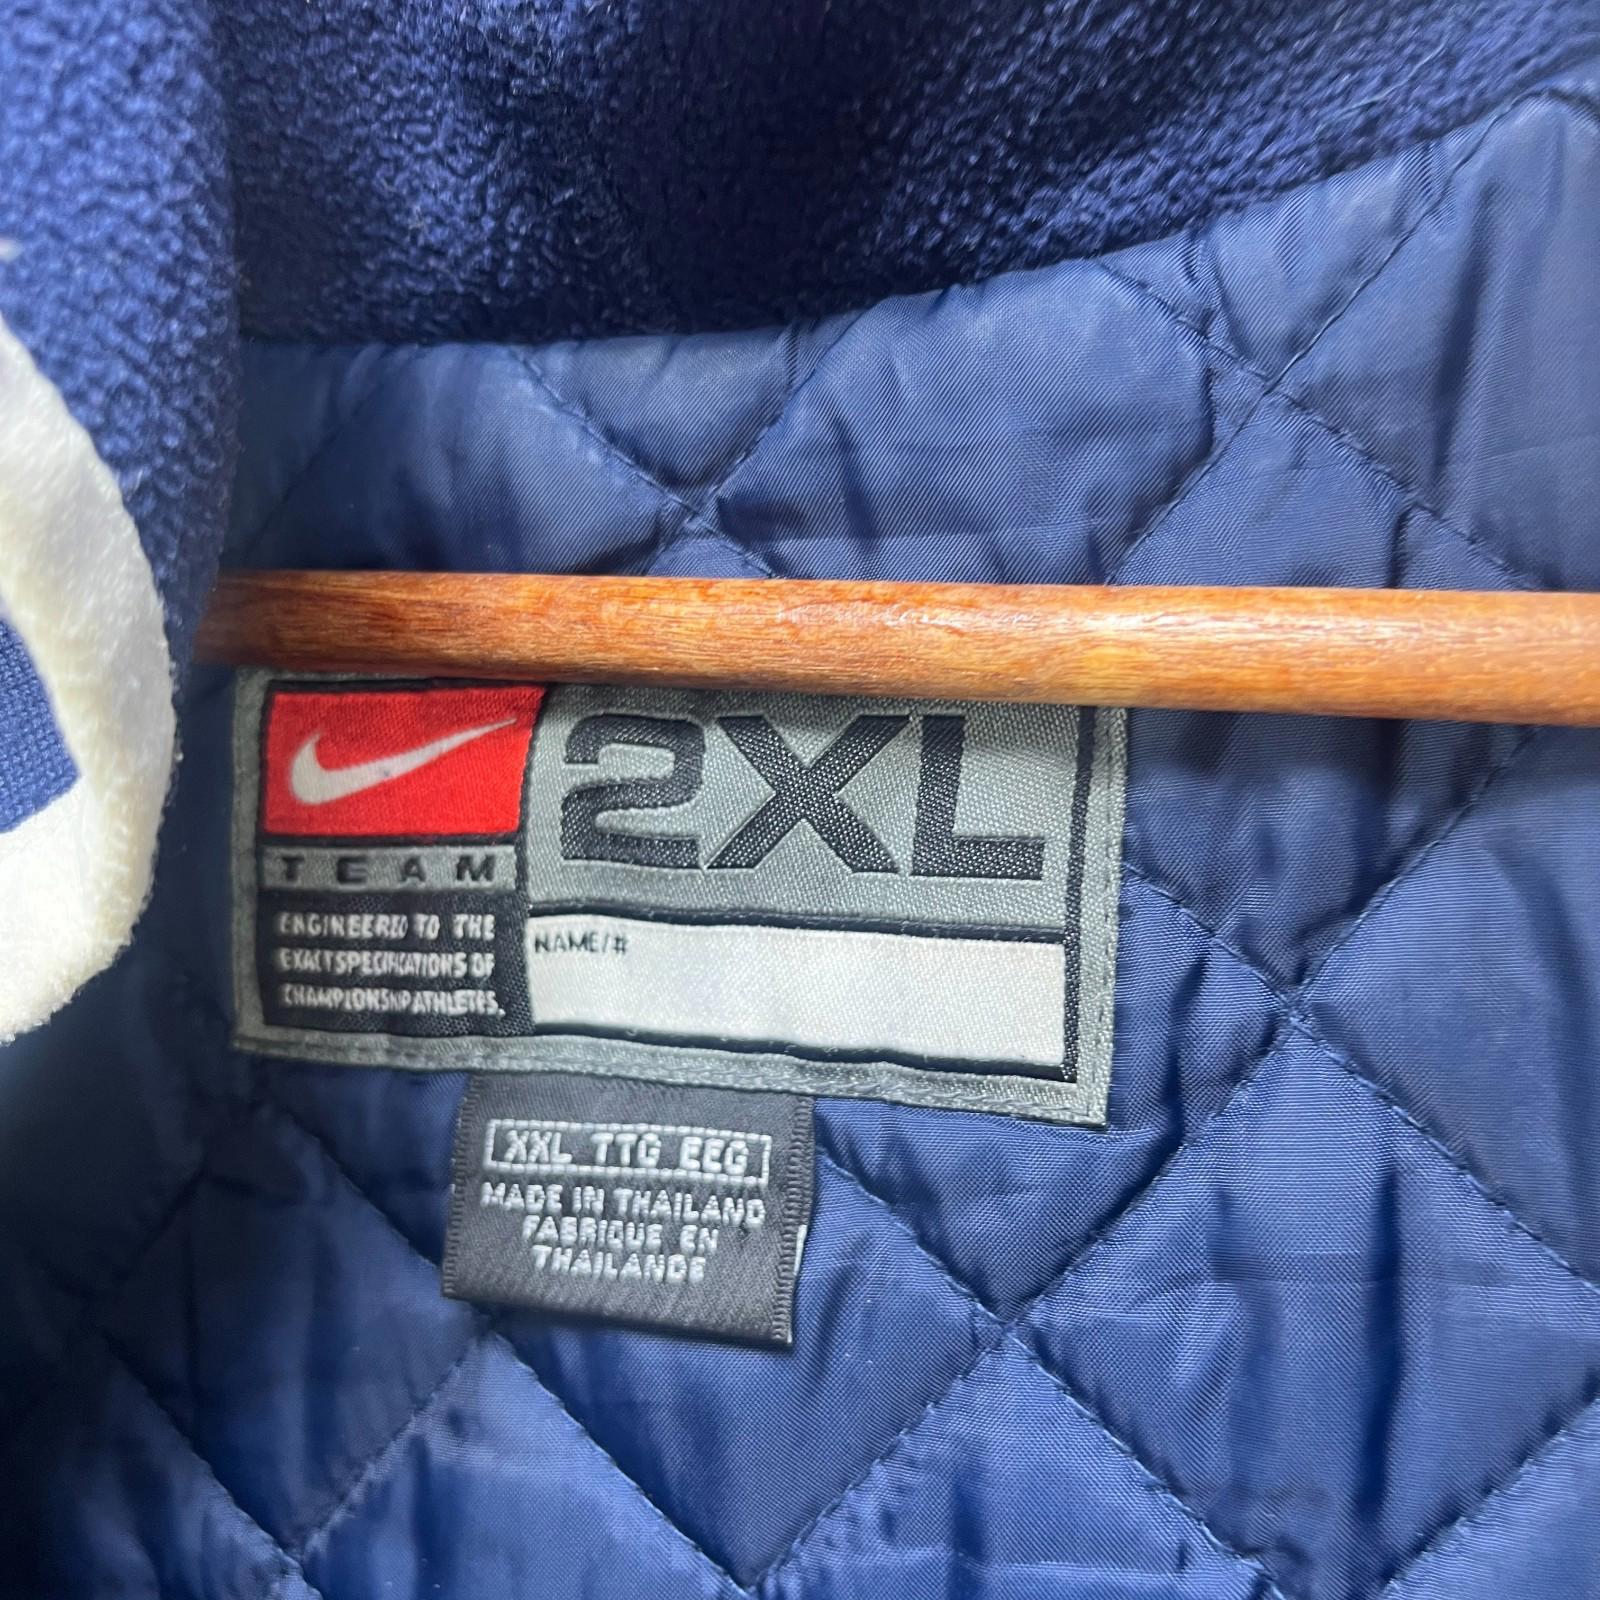 2XL
TEAM
ENGINEERED TO THE
EXACT SPECIFICATIONS OF
CHAMPIONSHIP ATHLETES.
NAME/#
XXL TTG EEG
MADE IN THAILAND
FABRIQUE EN
THAILANDE